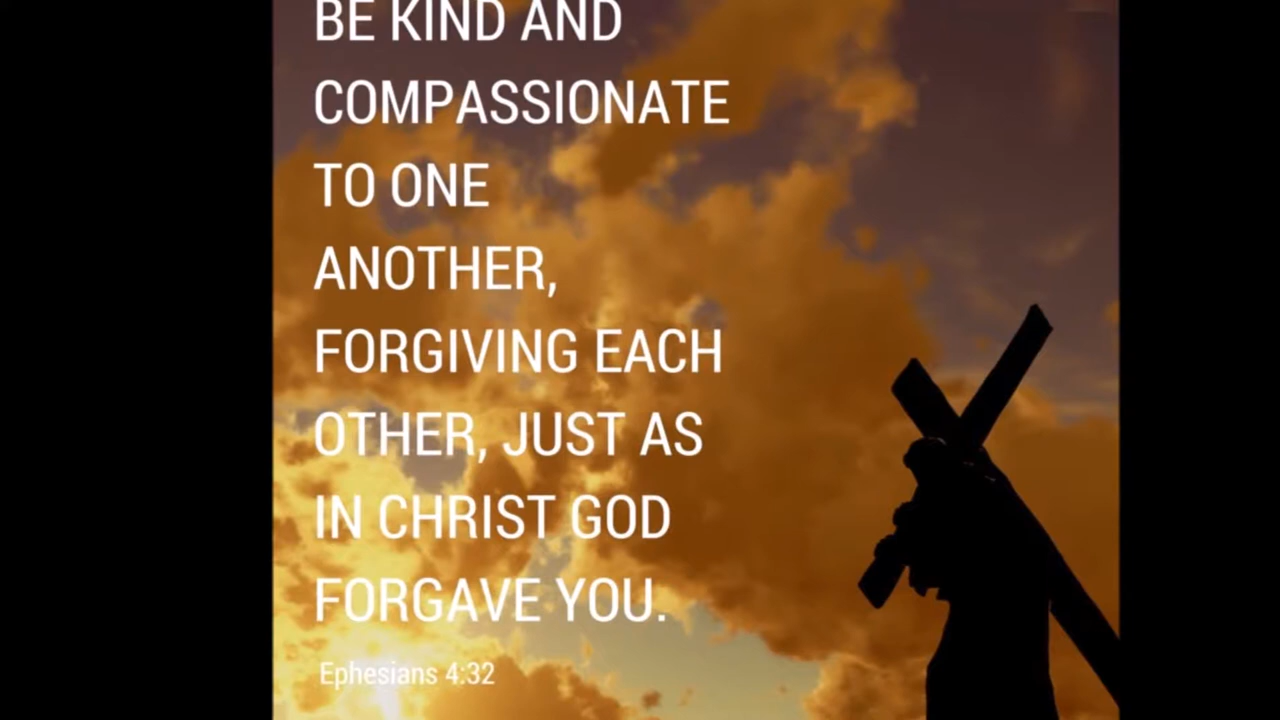 BE KIND AND
COMPASSIONATE
TO ONE
ANOTHER,
FORGIVING EACH
OTHER, JUST AS
IN CHRIST GOD
FORGAVE YOU.
Ephesians 4:32